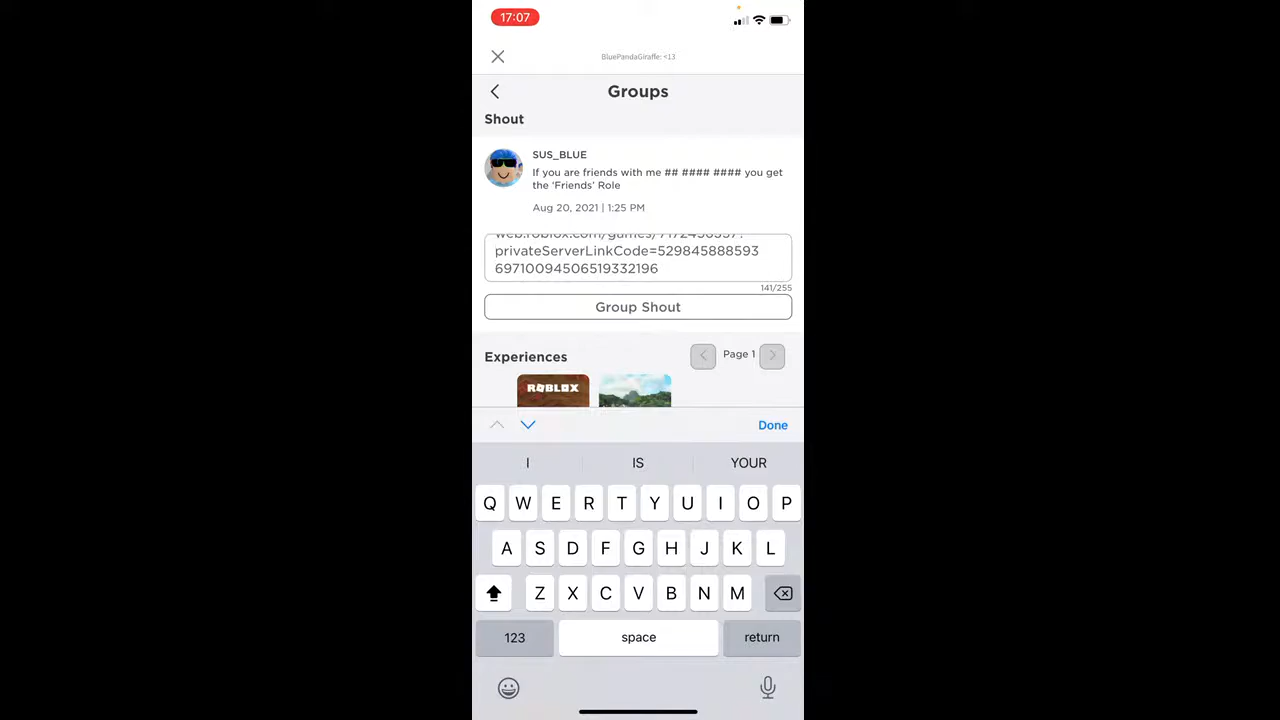 17:07
BluePandaGiraffe: <13
Groups
Shout
SUS_BLUE
If you are friends with me ## #### #### you get
the ‘Friends’ Role
Aug 20, 2021 | 1:25 PM
privateServerLinkCode=529845888593
69710094506519332196
141/255
Group Shout
Experiences
Page 1
ROBLOX
Done
I IS YOUR
Q W E R T Y U I O P
A S D F G H J K L
Z X C V B N M
123 space return